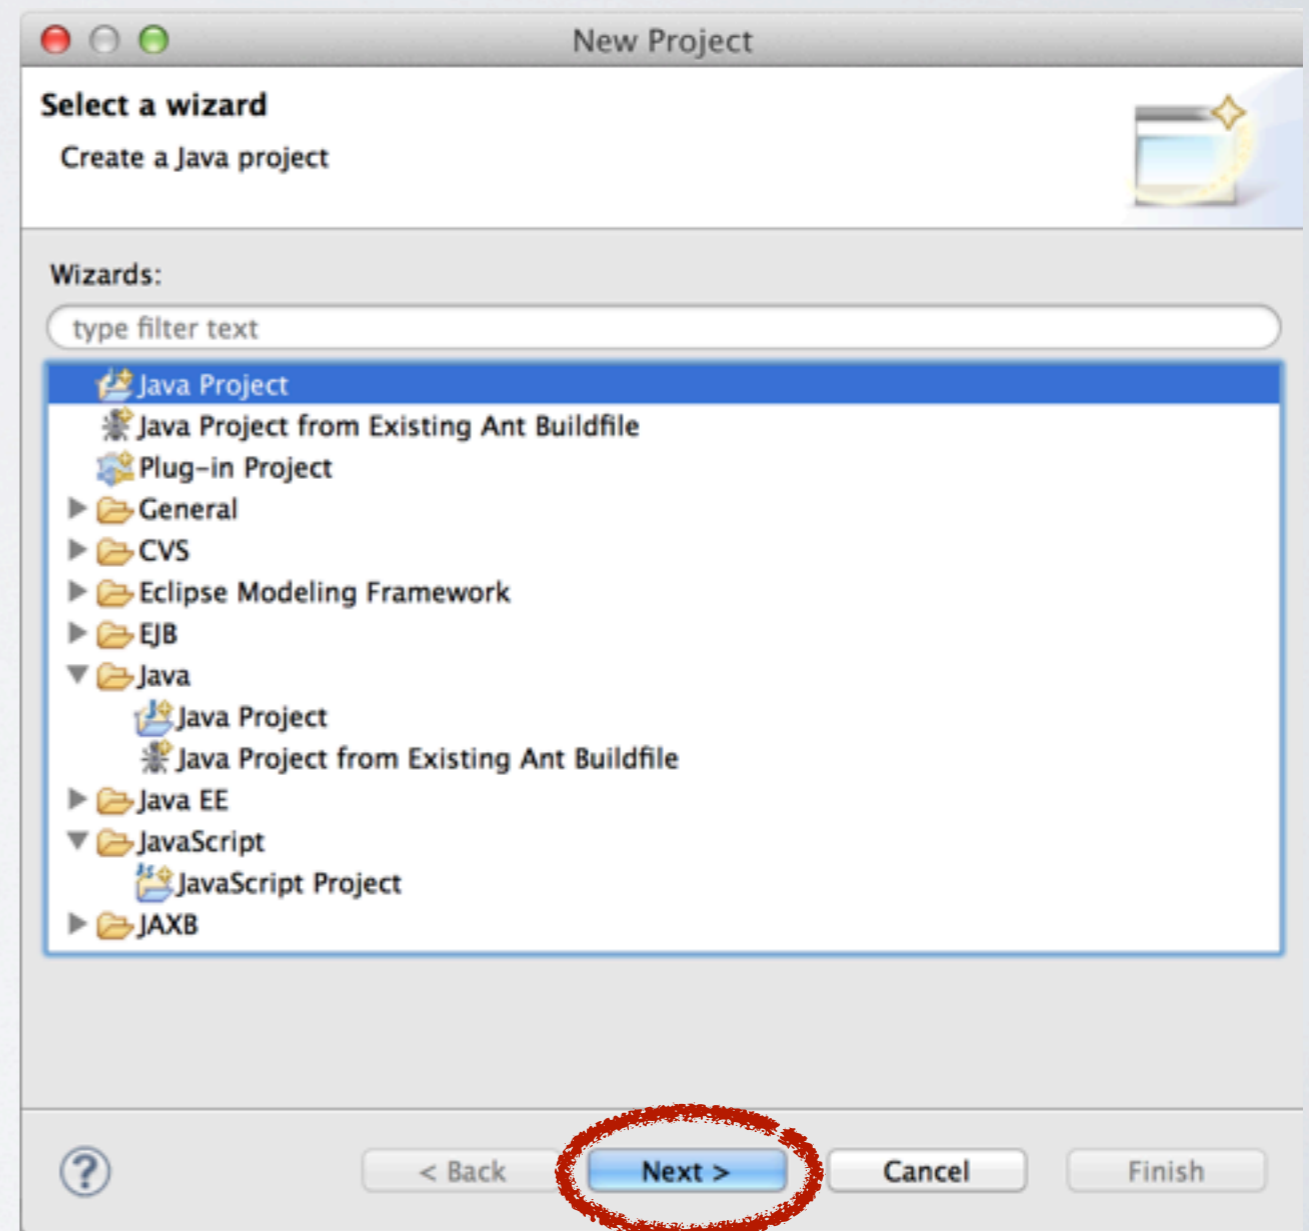 New Project
Select a wizard
Create a Java project
Wizards:
type filter text
Java Project
Java Project from Existing Ant Buildfile
Plug-in Project
General
CVS
Eclipse Modeling Framework
EJB
Java
Java Project
Java Project from Existing Ant Buildfile
Java EE
JavaScript
JavaScript Project
JAXB
? < Back Next > Cancel Finish